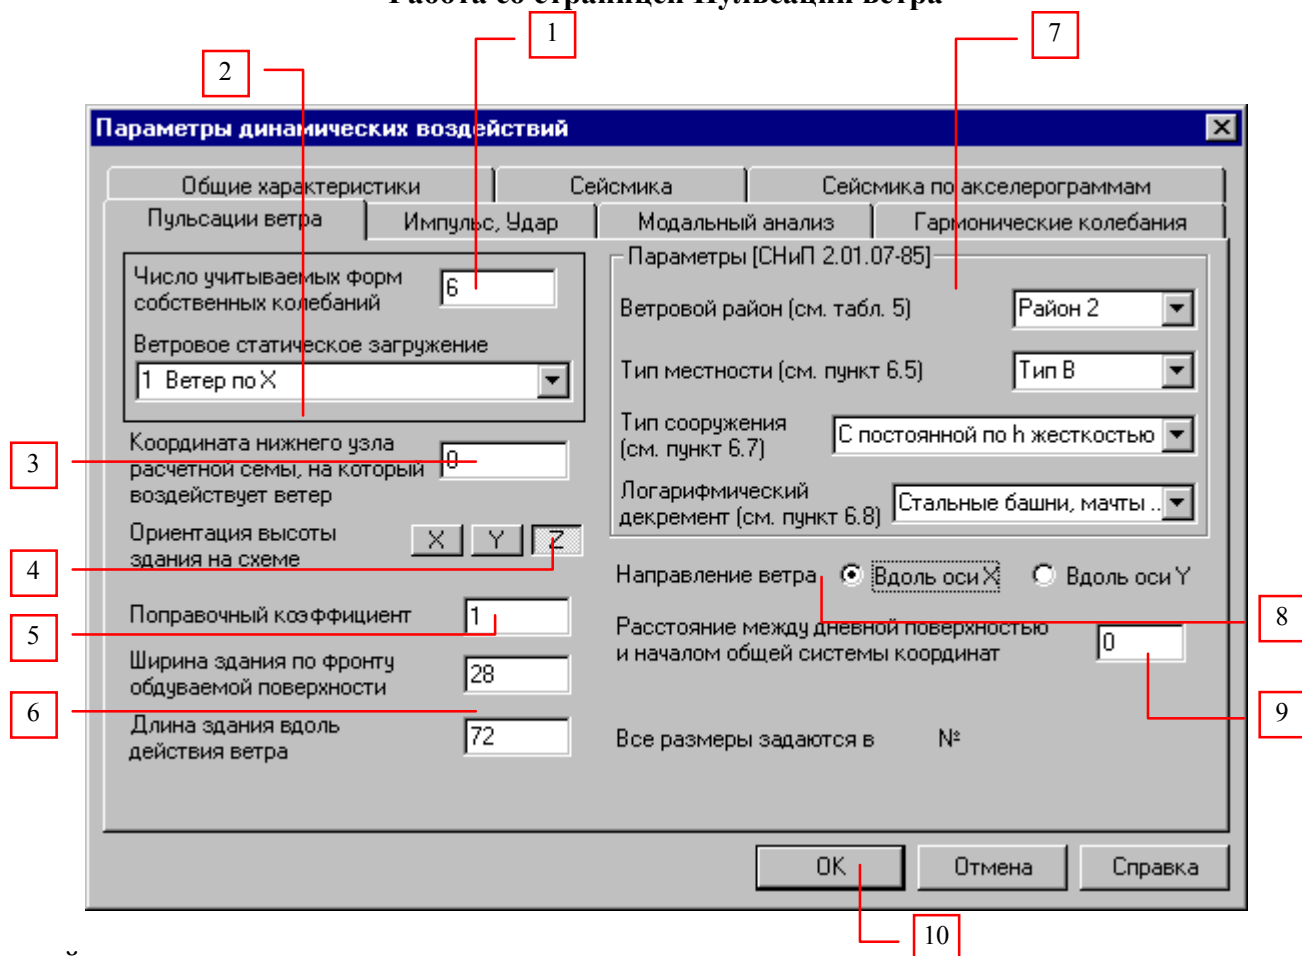 Работа со страницей Пульсации ветра
1
7
2
Параметры динамических воздействий
Общие характеристики
Сейсмика
Сейсмика по акселерограммам
Пульсации ветра
Импульс, Удар
Модальный анализ
Гармонические колебания
Число учитываемых форм
собственных колебаний
6
Ветровое статическое загружение
1 Ветер по X
Координата нижнего узла
расчетной семы, на который
воздействует ветер
0
3
Ориентация высоты
здания на схеме
X
Y
Z
4
Поправочный коэффициент
1
5
Ширина здания по фронту
обдуваемой поверхности
28
6
Длина здания вдоль
действия ветра
72
Параметры [СНиП 2.01.07-85]
Ветровой район (см. табл. 5)
Район 2
Тип местности (см. пункт 6.5)
Тип В
Тип сооружения
(см. пункт 6.7)
С постоянной по h жесткостью
Логарифмический
декремент (см. пункт 6.8)
Стальные башни, мачты ..
Направление ветра
Вдоль оси X
Вдоль оси Y
8
Расстояние между дневной поверхностью
и началом общей системы координат
0
9
Все размеры задаются в
№
OK
Отмена
Справка
10